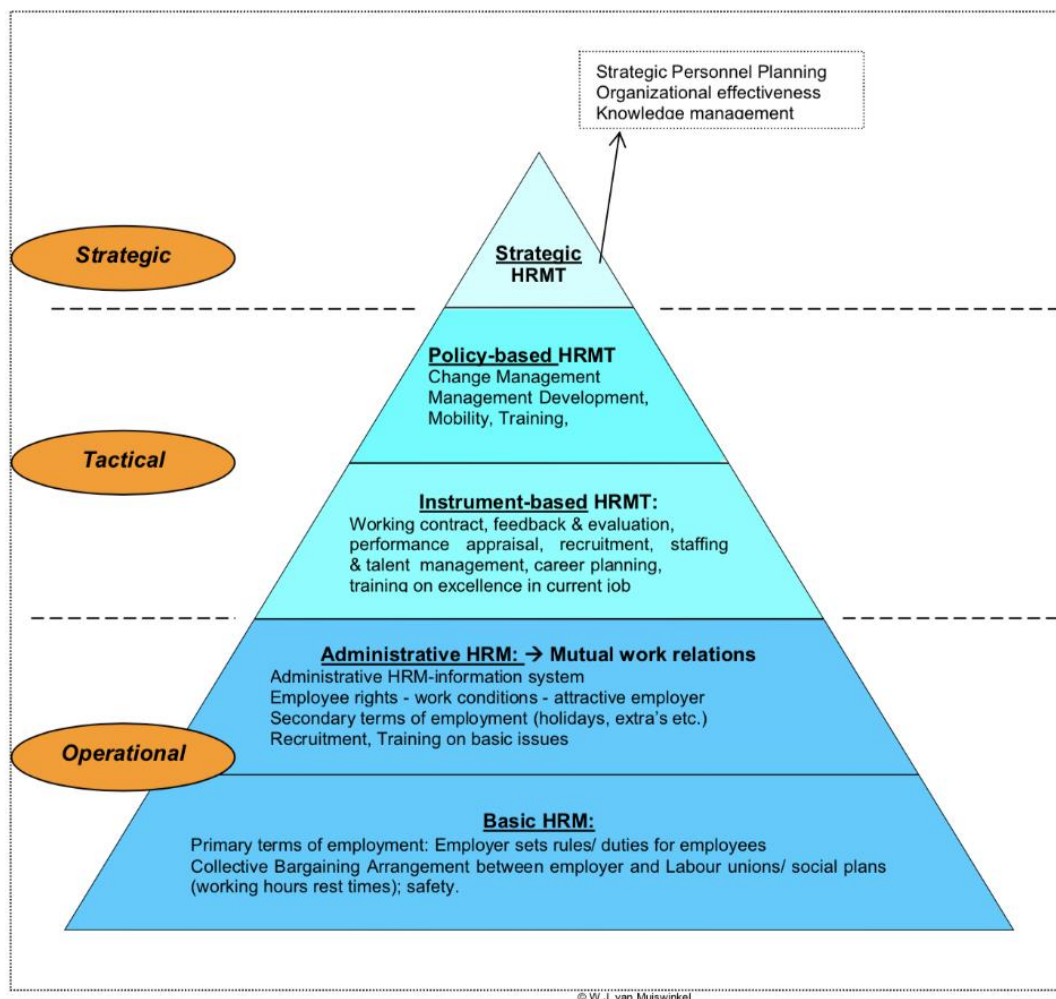 Strategic Personnel Planning
Organizational effectiveness
Knowledge management
Strategic
Strategic
HRMT
Policy-based HRMT
Change Management
Management Development,
Mobility, Training,
Tactical
Instrument-based HRMT:
Working contract, feedback & evaluation,
performance appraisal, recruitment, staffing
& talent management, career planning,
training on excellence in current job
Administrative HRM: → Mutual work relations
Administrative HRM-information system
Employee rights - work conditions - attractive employer
Secondary terms of employment (holidays, extra's etc.)
Recruitment, Training on basic issues
Operational
Basic HRM:
Primary terms of employment: Employer sets rules/ duties for employees
Collective Bargaining Arrangement between employer and Labour unions/ social plans
(working hours rest times); safety.
© W.J. van Muiswinkel